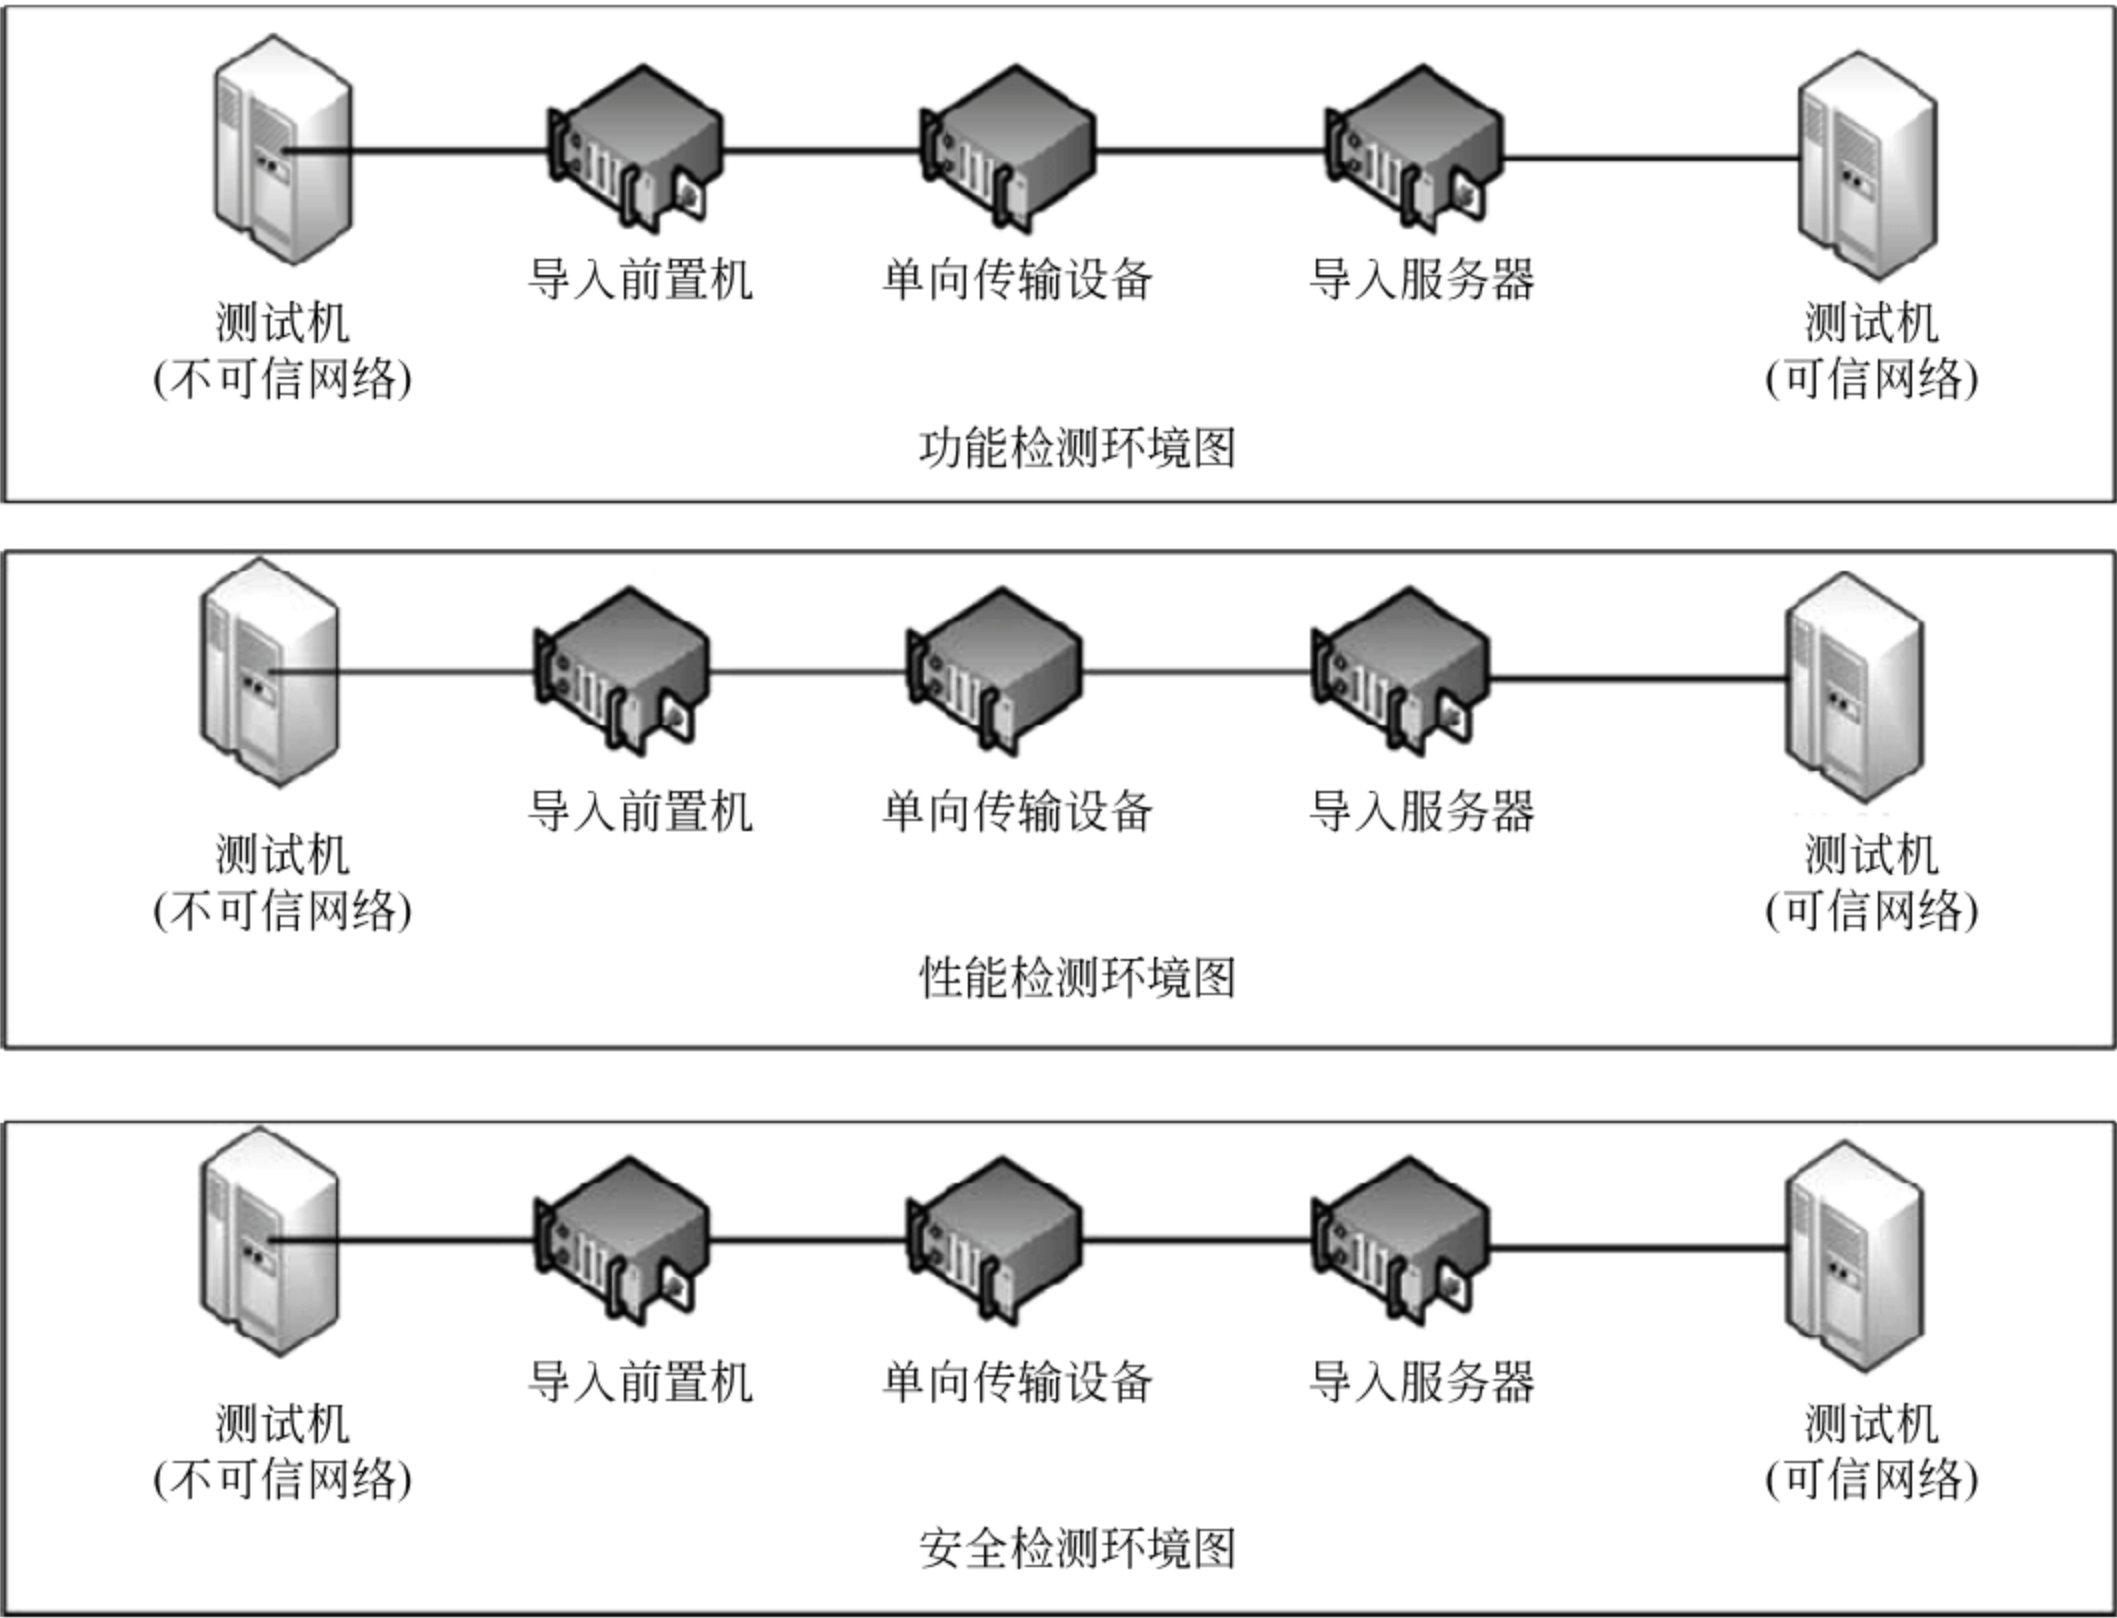 导入前置机 单向传输设备 导入服务器
测试机 测试机
(不可信网络) (可信网络)
功能检测环境图
导入前置机 单向传输设备 导入服务器
测试机 测试机
(不可信网络) (可信网络)
性能检测环境图
导入前置机 单向传输设备 导入服务器
测试机 测试机
(不可信网络) (可信网络)
安全检测环境图